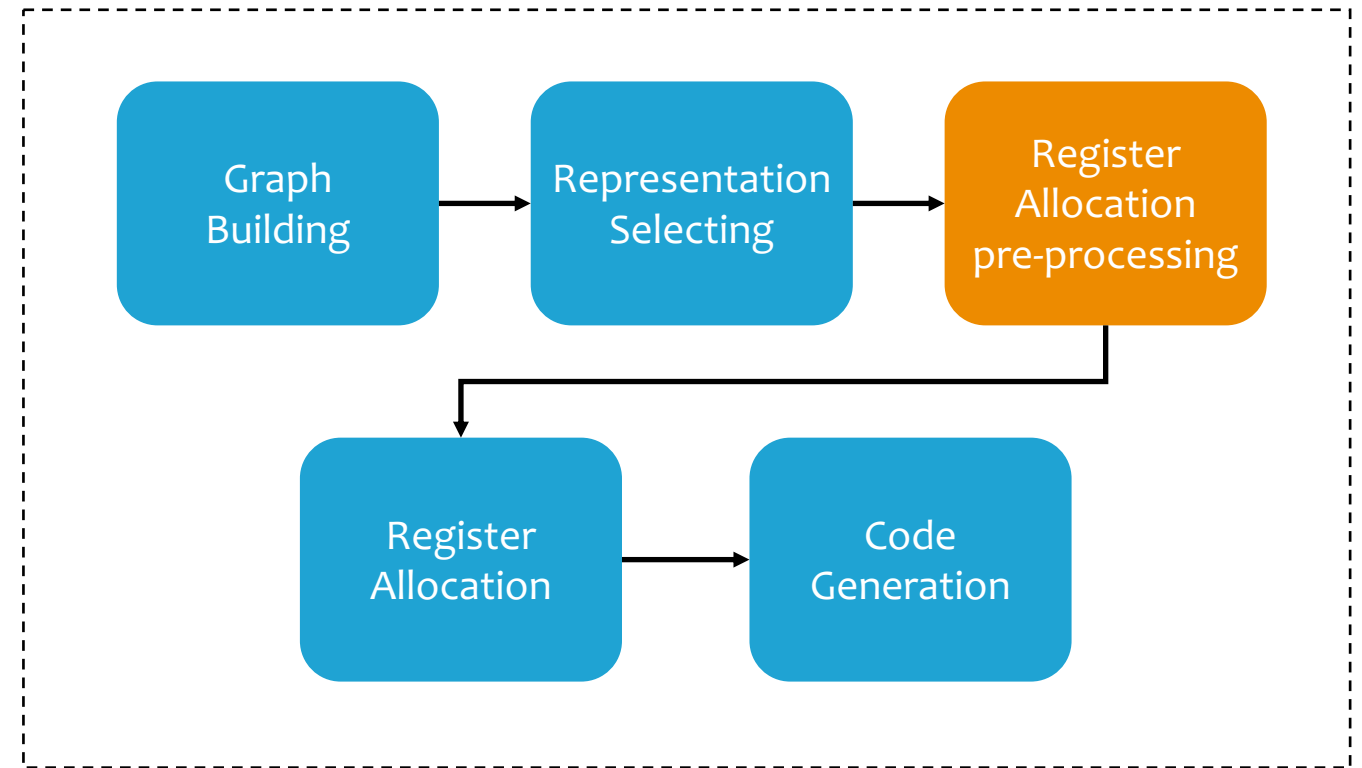 Graph
Building
Representation
Selecting
Register
Allocation
pre-processing
Register
Allocation
Code
Generation